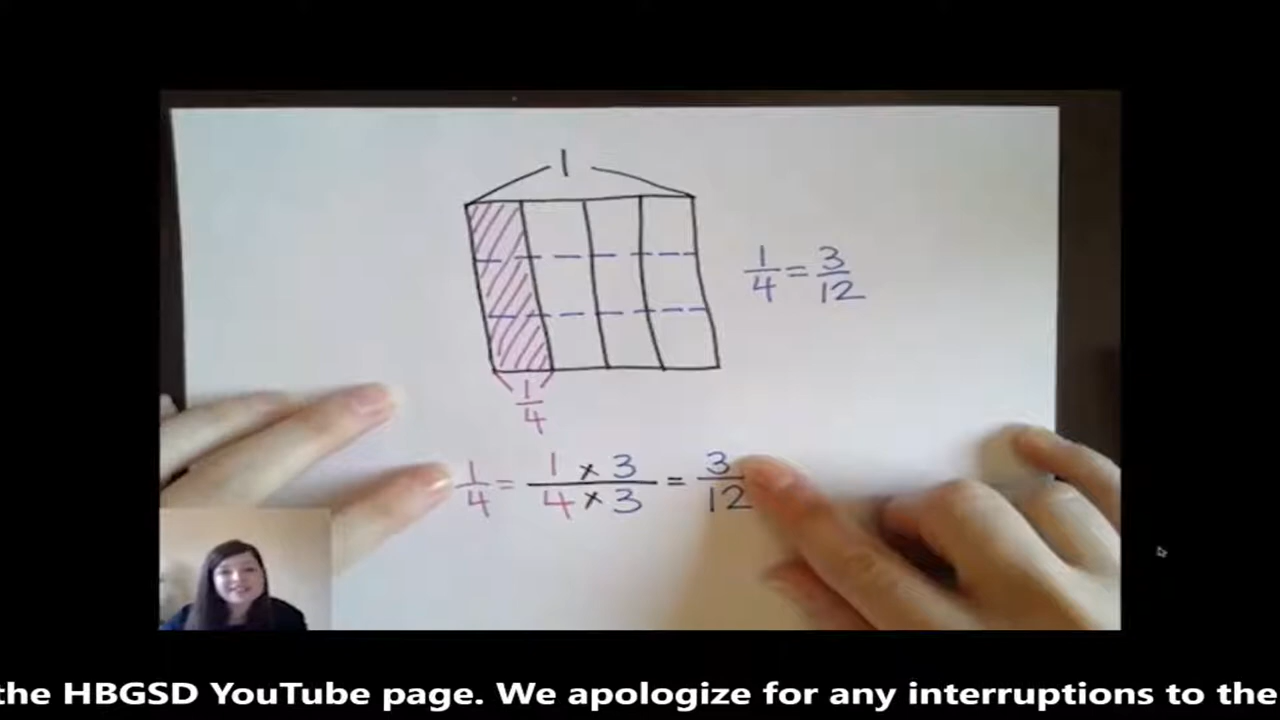 1
1/4 = 3/12
1/4
1/4 = 1 × 3 / 4 × 3 = 3/12
the HBGSD YouTube page. We apologize for any interruptions to the